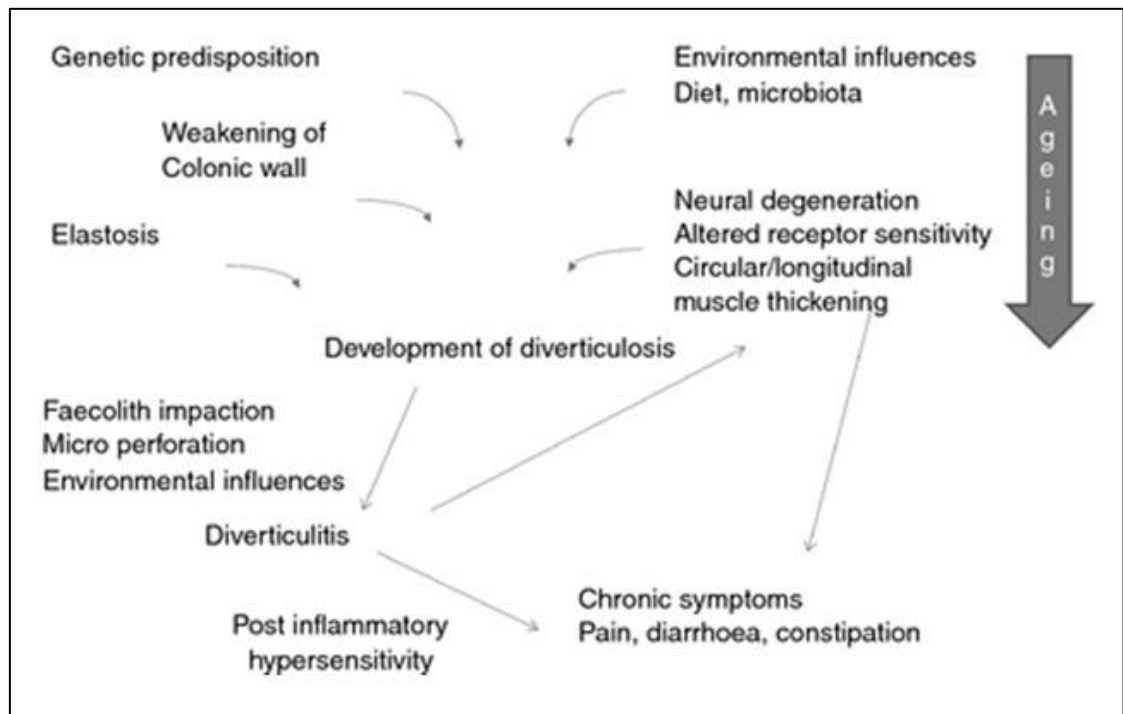 Genetic predisposition
Environmental influences
Diet, microbiota
Ageing
Weakening of
Colonic wall
Elastosis
Neural degeneration
Altered receptor sensitivity
Circular/longitudinal
muscle thickening
Development of diverticulosis
Faecolith impaction
Micro perforation
Environmental influences
Diverticulitis
Post inflammatory
hypersensitivity
Chronic symptoms
Pain, diarrhoea, constipation